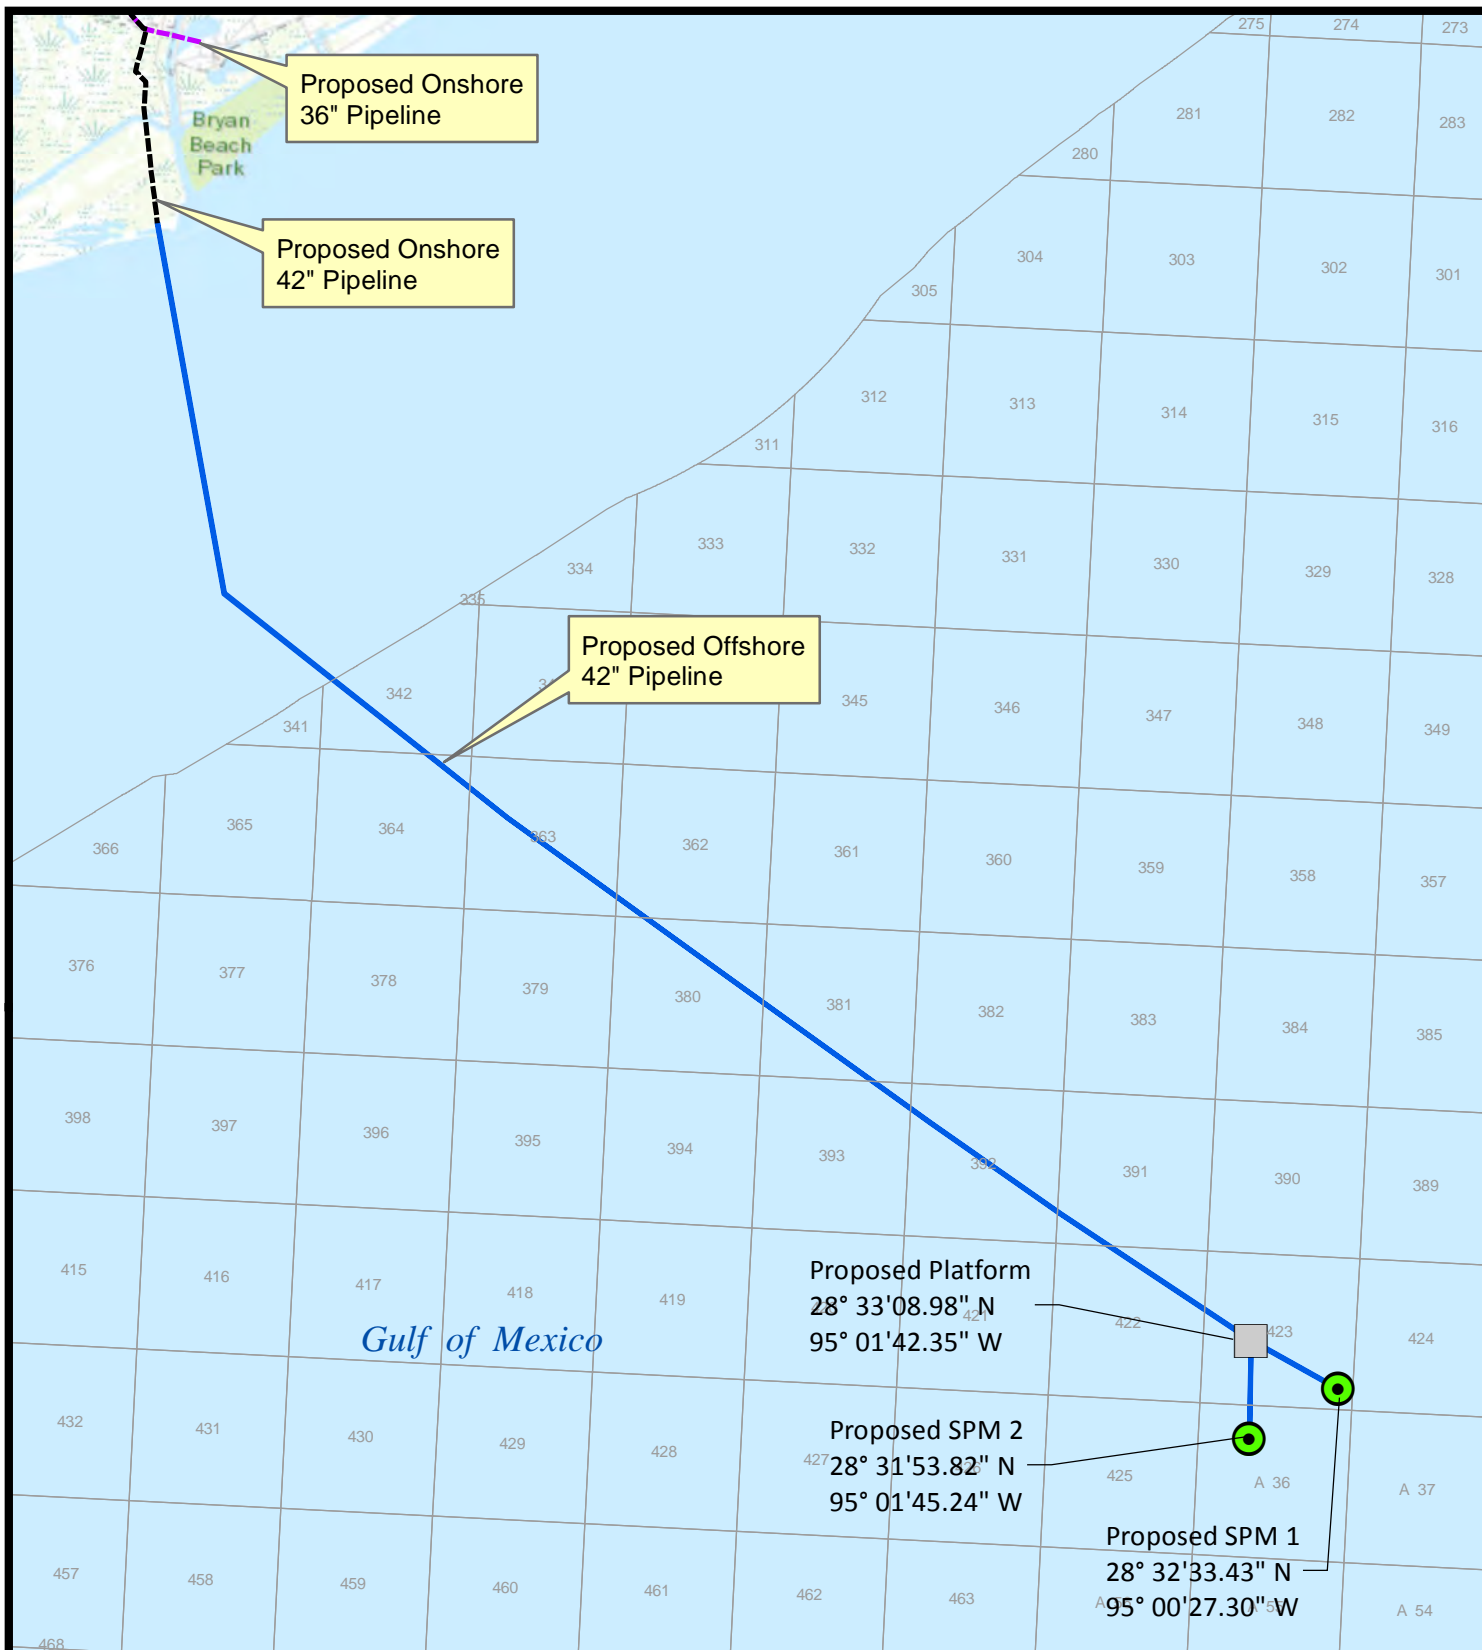 275 274 273
Proposed Onshore
36" Pipeline
Bryan
Beach
Park
281 282 283
280
Proposed Onshore
42" Pipeline
304 303 302 301
305
312 313 314 315 316
311
333 332 331 330 329 328
334
335
Proposed Offshore
42" Pipeline
342 345 346 347 348 349
341
366 365 364 363 362 361 360 359 358 357
376 377 378 379 380 381 382 383 384 385
398 397 396 395 394 393 392 391 390 389
415 416 417 418 419 421 422 423 424
Proposed Platform
28° 33'08.98" N
95° 01'42.35" W
Gulf of Mexico
432 431 430 429 428 427 425 A 36 A 37
Proposed SPM 2
28° 31'53.82" N
95° 01'45.24" W
Proposed SPM 1
28° 32'33.43" N
95° 00'27.30" W
457 458 459 460 461 462 463 A 54
468